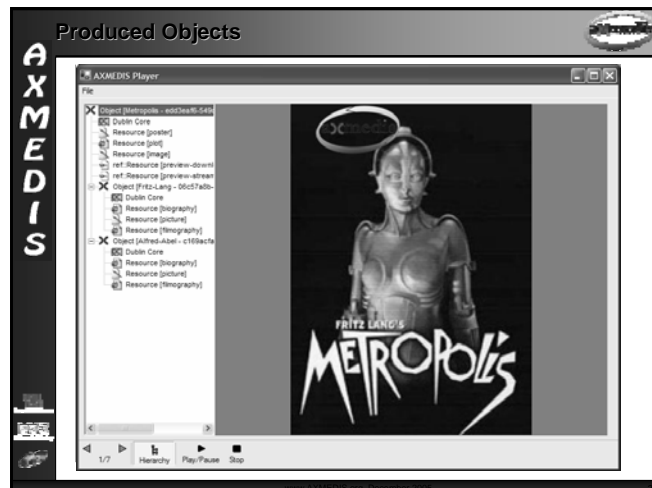 Produced Objects
AXMEDIS
AXMEDIS Player
File
Object [Metropolis - edd3eaf6-549
Dublin Core
Resource [poster]
Resource [plot]
Resource [image]
ref::Resource [preview-downl
ref::Resource [preview-stream
Object [Fritz-Lang - 06c57a8b-
Dublin Core
Resource [biography]
Resource [picture]
Resource [filmography]
Object [Alfred-Abel - c169acfa
Dublin Core
Resource [biography]
Resource [picture]
Resource [filmography]
axmedis
FRITZ LANG'S
METROPOLIS
1/7
Hierarchy
Play/Pause
Stop